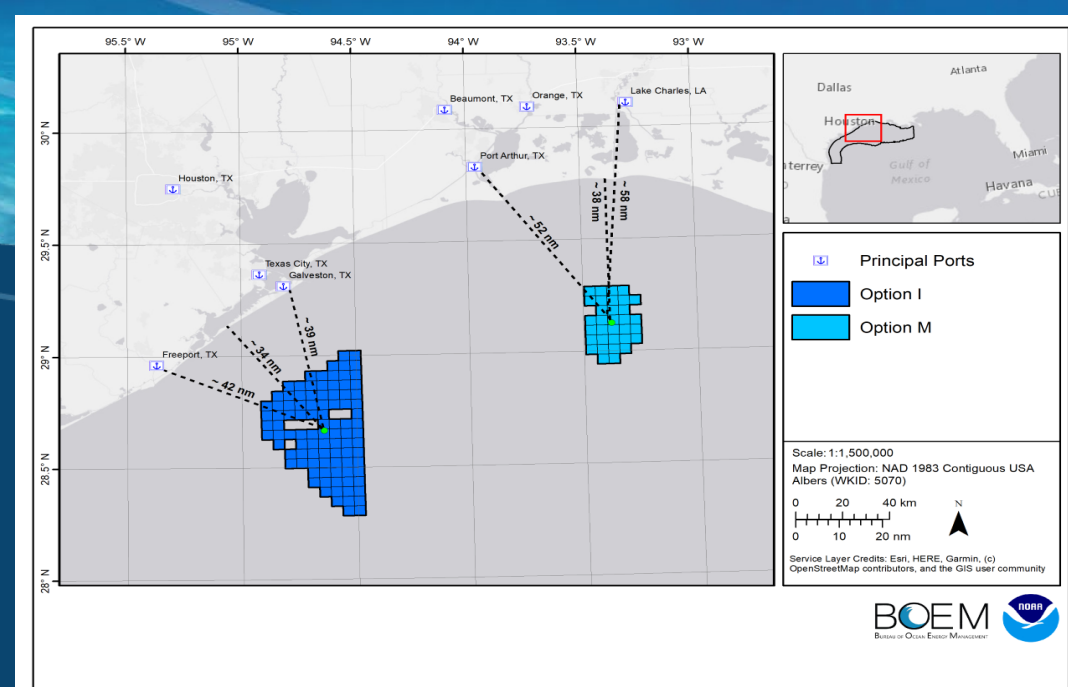 95.5° W
95° W
94.5° W
94° W
93.5° W
93° W
30° N
29.5° N
29° N
28.5° N
28° N
Beaumont, TX
Orange, TX
Lake Charles, LA
Port Arthur, TX
Houston, TX
Texas City, TX
Galveston, TX
Freeport, TX
~ 52 nm
~ 38 nm
~ 58 nm
~ 39 nm
~ 34 nm
~ 42 nm
Dallas
Atlanta
Houston
terrey
Gulf of
Mexico
Miami
Havana
CU
Principal Ports
Option I
Option M
Scale: 1:1,500,000
Map Projection: NAD 1983 Contiguous USA
Albers (WKID: 5070)
0 20 40 km
0 10 20 nm
N
Service Layer Credits: Esri, HERE, Garmin, (c)
OpenStreetMap contributors, and the GIS user community
BOEM
Bureau of Ocean Energy Management
NOAA